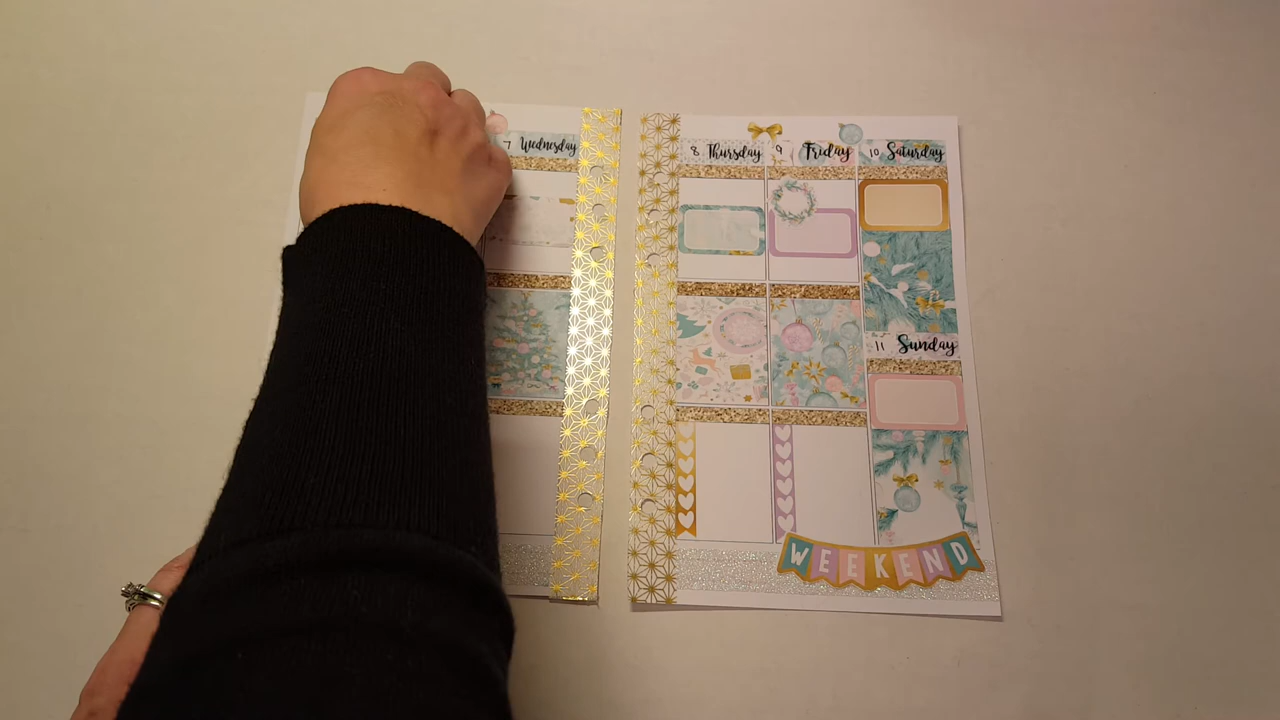 7 Wednesday
8 Thursday
9 Friday
10 Saturday
11 Sunday
WEEKEND